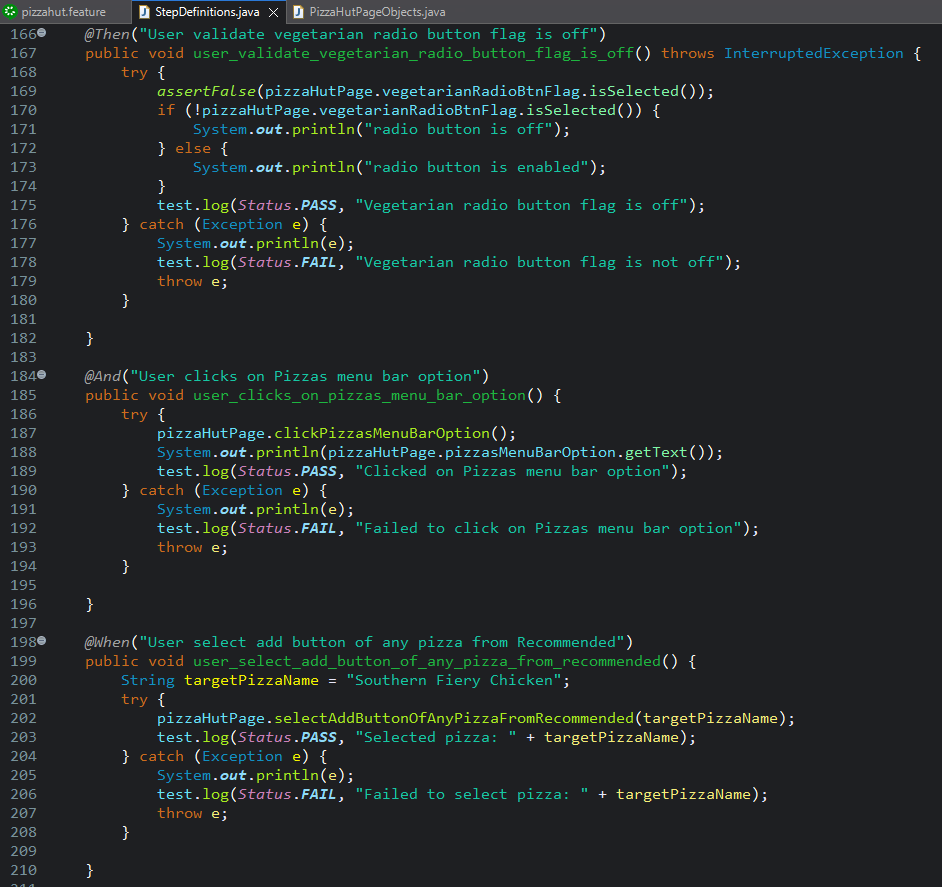 pizzahut.feature StepDefinitions.java PizzaHutPageObjects.java
166 @Then("User validate vegetarian radio button flag is off")
167 public void user_validate_vegetarian_radio_button_flag_is_off() throws InterruptedException {
168 try {
169 assertFalse(pizzaHutPage.vegetarianRadioBtnFlag.isSelected());
170 if (!pizzaHutPage.vegetarianRadioBtnFlag.isSelected()) {
171 System.out.println("radio button is off");
172 } else {
173 System.out.println("radio button is enabled");
174 }
175 test.log(Status.PASS, "Vegetarian radio button flag is off");
176 } catch (Exception e) {
177 System.out.println(e);
178 test.log(Status.FAIL, "Vegetarian radio button flag is not off");
179 throw e;
180 }
181
182 }
183
184 @And("User clicks on Pizzas menu bar option")
185 public void user_clicks_on_pizzas_menu_bar_option() {
186 try {
187 pizzaHutPage.clickPizzasMenuBarOption();
188 System.out.println(pizzaHutPage.pizzasMenuBarOption.getText());
189 test.log(Status.PASS, "Clicked on Pizzas menu bar option");
190 } catch (Exception e) {
191 System.out.println(e);
192 test.log(Status.FAIL, "Failed to click on Pizzas menu bar option");
193 throw e;
194 }
195
196 }
197
198 @When("User select add button of any pizza from Recommended")
199 public void user_select_add_button_of_any_pizza_from_recommended() {
200 String targetPizzaName = "Southern Fiery Chicken";
201 try {
202 pizzaHutPage.selectAddButtonOfAnyPizzaFromRecommended(targetPizzaName);
203 test.log(Status.PASS, "Selected pizza: " + targetPizzaName);
204 } catch (Exception e) {
205 System.out.println(e);
206 test.log(Status.FAIL, "Failed to select pizza: " + targetPizzaName);
207 throw e;
208 }
209
210 }